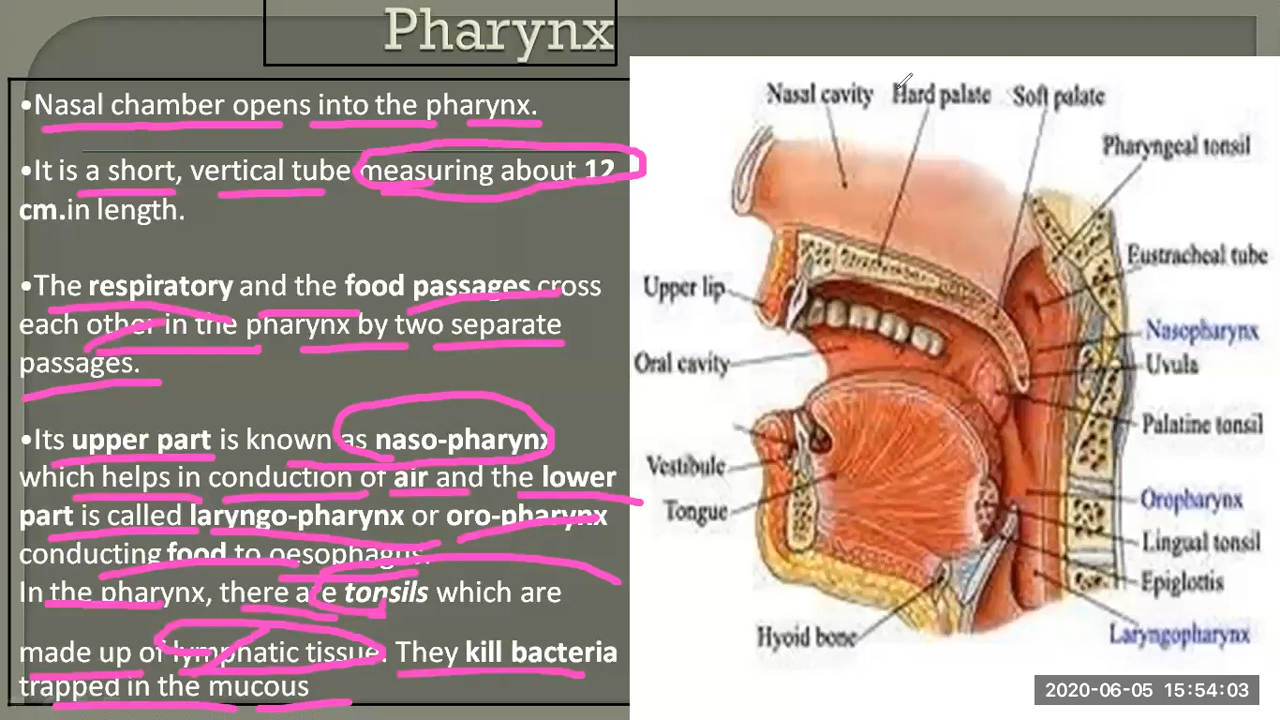 Pharynx
•Nasal chamber opens into the pharynx.
•It is a short, vertical tube measuring about 12
cm.in length.
•The respiratory and the food passages cross
each other in the pharynx by two separate
passages.
•Its upper part is known as naso-pharynx
which helps in conduction of air and the lower
part is called laryngo-pharynx or oro-pharynx
conducting food to oesophagus.
In the pharynx, there are tonsils which are
made up of lymphatic tissue. They kill bacteria
trapped in the mucous
Nasal cavity Hard palate Soft palate
Pharyngeal tonsil
Eustracheal tube
Upper lip
Nasopharynx
Oral cavity
Uvula
Palatine tonsil
Vestibule
Oropharynx
Tongue
Lingual tonsil
Epiglottis
Hyoid bone
Laryngopharynx
2020-06-05 15:54:03